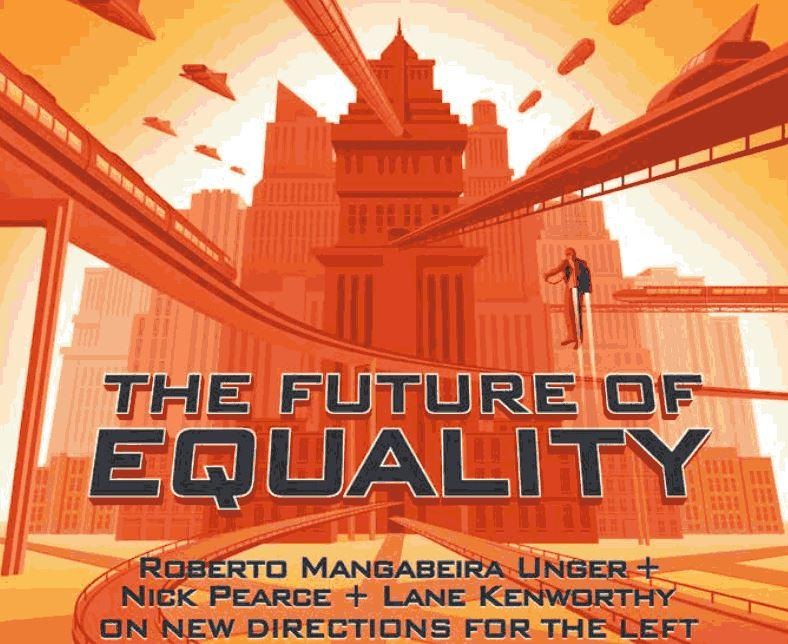 THE FUTURE OF
EQUALITY
ROBERTO MANGABEIRA UNGER +
NICK PEARCE + LANE KENWORTHY
ON NEW DIRECTIONS FOR THE LEFT